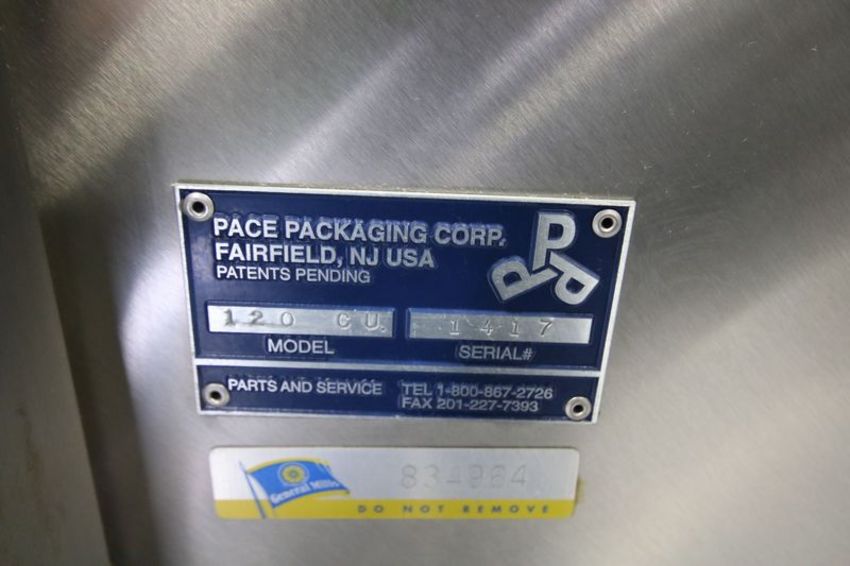 PACE PACKAGING CORP.
FAIRFIELD, NJ USA
PATENTS PENDING
P P P
120 CU.
1417
MODEL
SERIAL#
PARTS AND SERVICE
TEL 1-800-867-2726
FAX 201-227-7393
General Mills
834964
DO NOT REMOVE